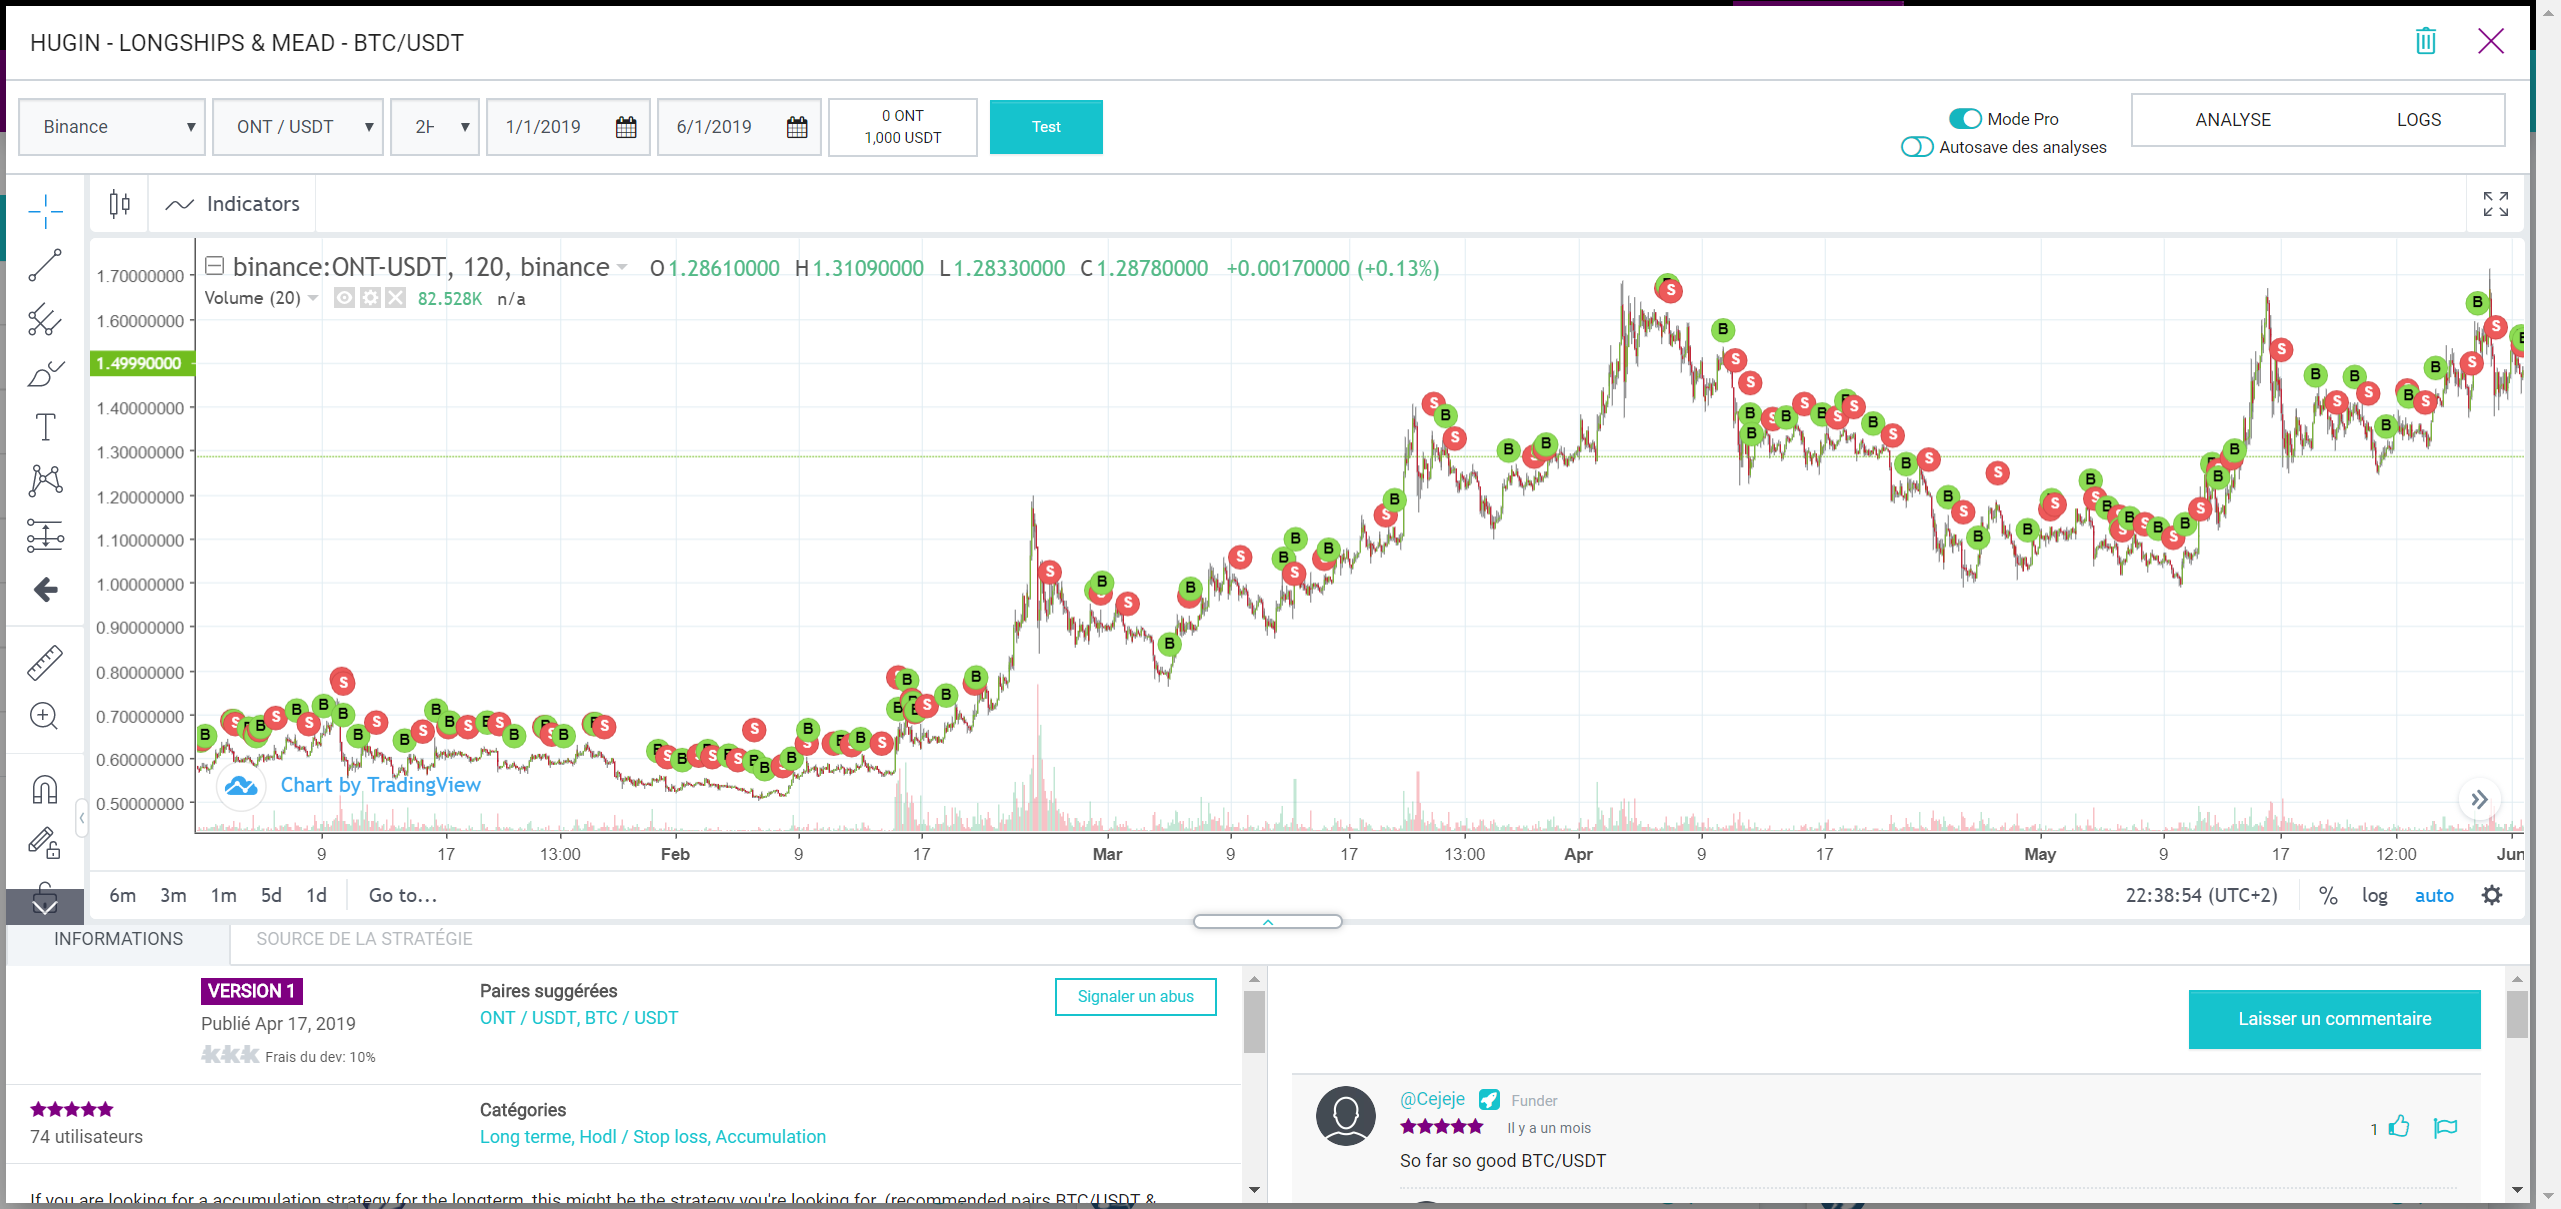 HUGIN - LONGSHIPS & MEAD - BTC/USDT
Binance
ONT / USDT
1/1/2019
6/1/2019
0 ONT
1,000 USDT
Test
Mode Pro
Autosave des analyses
ANALYSE
LOGS
Indicators
binance:ONT-USDT, 120, binance
O 1.28610000 H 1.31090000 L 1.28330000 C 1.28780000 +0.00170000 (+0.13%)
Volume (20)
82.528K n/a
1.70000000
1.60000000
1.49990000
1.40000000
1.30000000
1.20000000
1.10000000
1.00000000
0.90000000
0.80000000
0.70000000
0.60000000
0.50000000
Chart by TradingView
9 17 13:00 Feb 9 17 Mar 9 17 13:00 Apr 9 17 May 9 17 12:00 Jun
6m 3m 1m 5d 1d Go to...
22:38:54 (UTC+2) % log auto
INFORMATIONS
SOURCE DE LA STRATÉGIE
VERSION 1
Publié Apr 17, 2019
Frais du dev: 10%
Paires suggérées
ONT / USDT, BTC / USDT
Signaler un abus
74 utilisateurs
Catégories
Long terme, Hodl / Stop loss, Accumulation
If you are looking for a accumulation strategy for the longterm, this might be the strategy you're looking for. (recommended pairs BTC/USDT &
Laisser un commentaire
@Cejeje
Funder
Il y a un mois
1
So far so good BTC/USDT